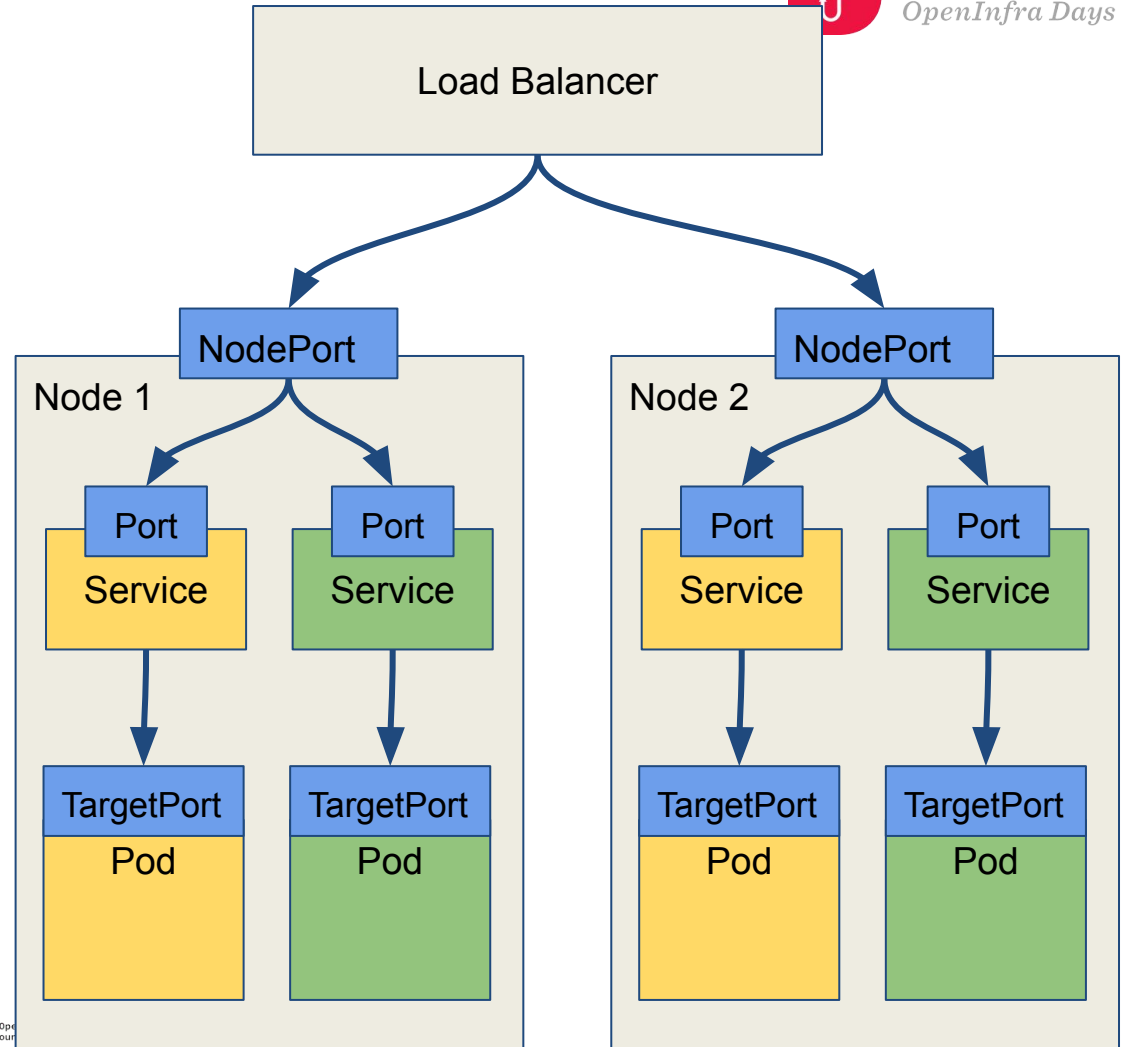 OpenInfra Days
Load Balancer
NodePort
NodePort
Node 1
Node 2
Port
Port
Port
Port
Service
Service
Service
Service
TargetPort
TargetPort
TargetPort
TargetPort
Pod
Pod
Pod
Pod